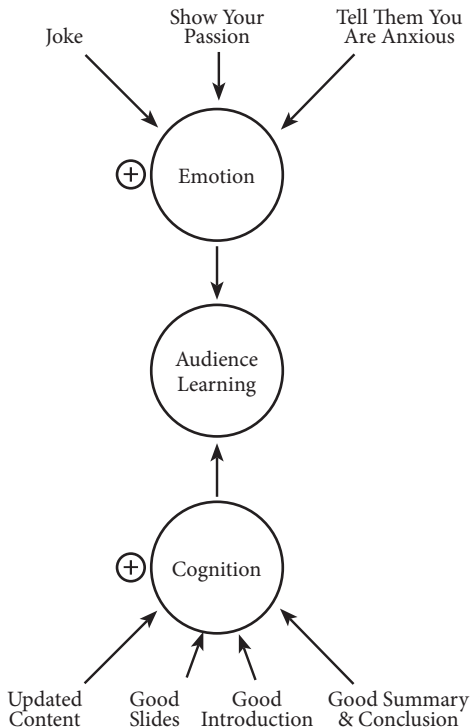 Joke
Show Your
Passion
Tell Them You
Are Anxious
+
Emotion
Audience
Learning
+
Cognition
Updated
Content
Good
Slides
Good
Introduction
Good Summary
& Conclusion